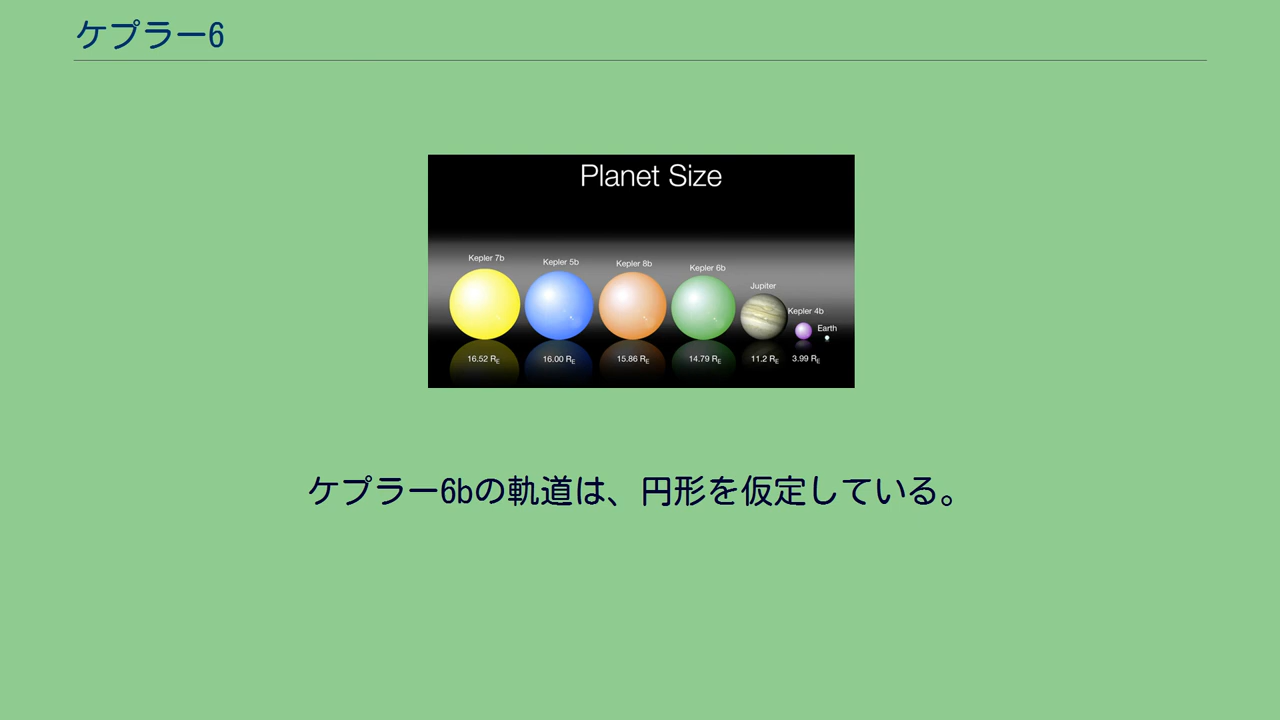 ケプラー6
Planet Size
Kepler 7b
Kepler 5b
Kepler 8b
Kepler 6b
Jupiter
Kepler 4b
Earth
16.52 RE
16.00 RE
15.86 RE
14.79 RE
11.2 RE
3.99 RE
ケプラー6bの軌道は、円形を仮定している。